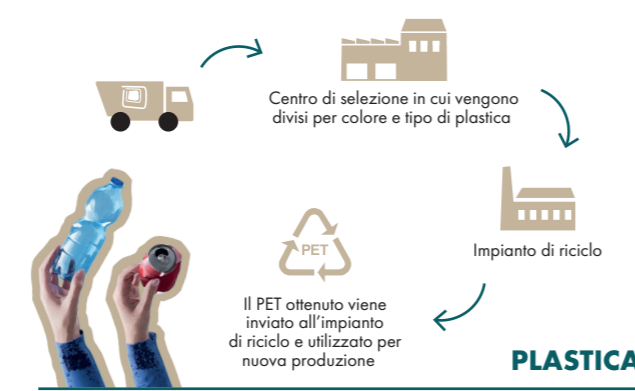 Centro di selezione in cui vengono
divisi per colore e tipo di plastica
Impianto di riciclo
PET
Il PET ottenuto viene
inviato all'impianto
di riciclo e utilizzato per
nuova produzione
PLASTICA